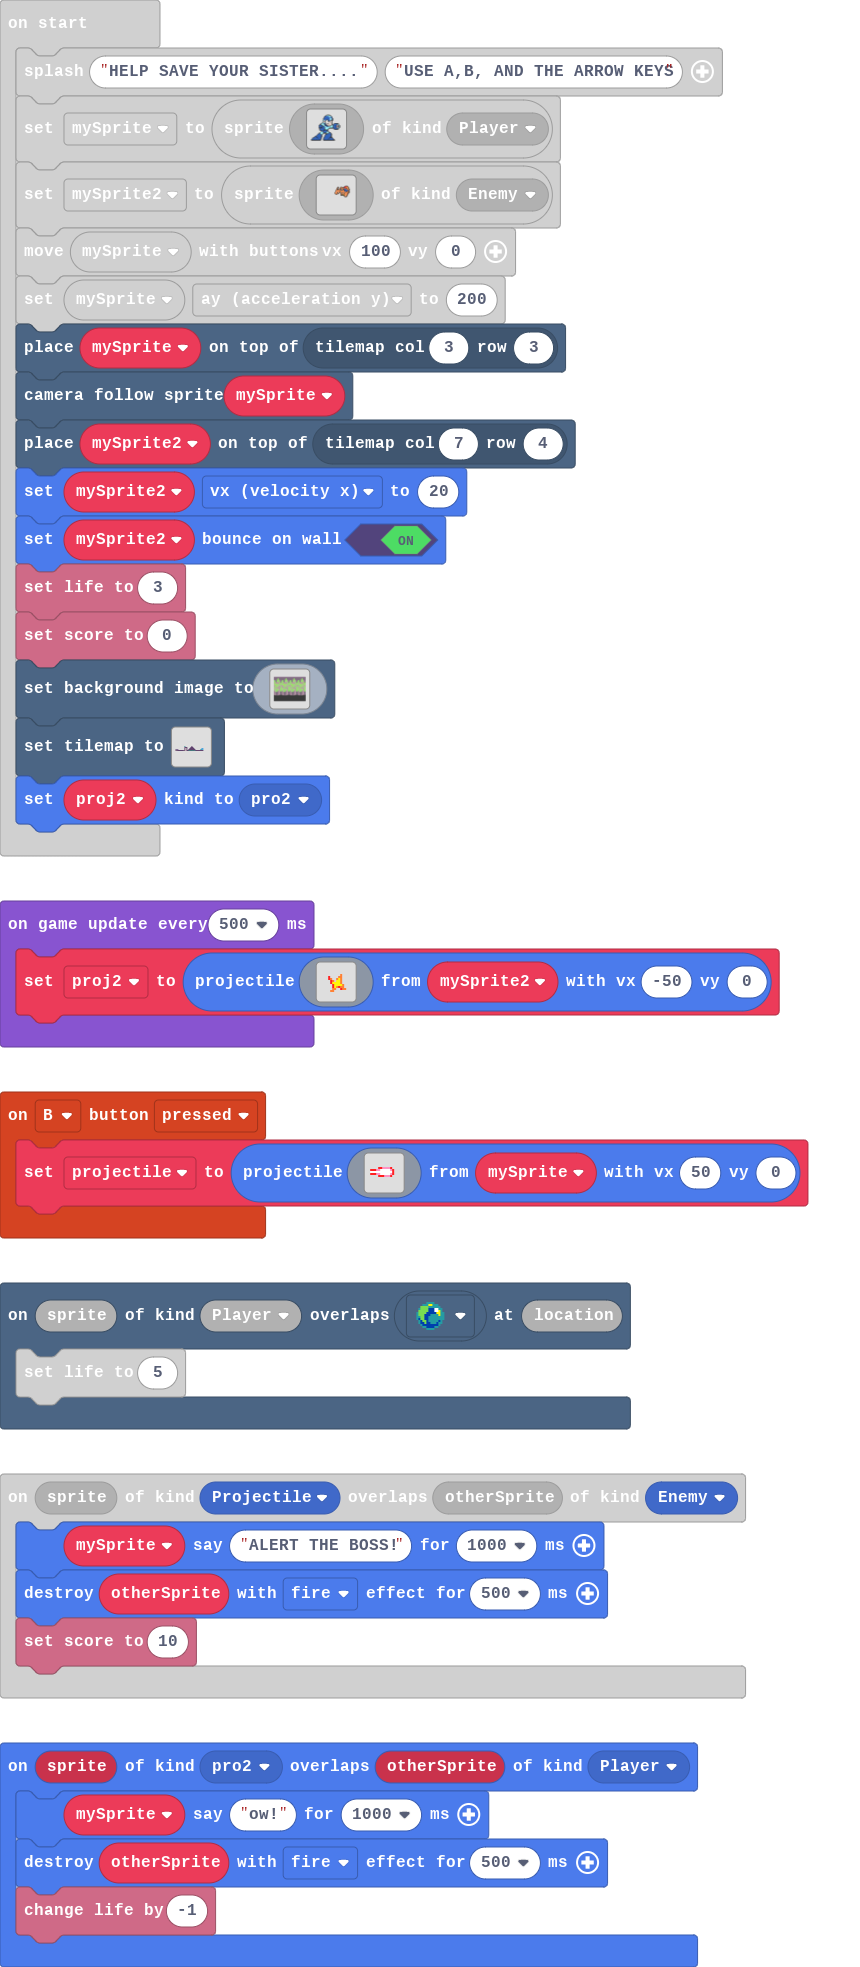 on start
splash "HELP SAVE YOUR SISTER...." "USE A,B, AND THE ARROW KEYS"
set mySprite to sprite of kind Player
set mySprite2 to sprite of kind Enemy
move mySprite with buttons vx 100 vy 0
set mySprite ay (acceleration y) to 200
place mySprite on top of tilemap col 3 row 3
camera follow sprite mySprite
place mySprite2 on top of tilemap col 7 row 4
set mySprite2 vx (velocity x) to 20
set mySprite2 bounce on wall ON
set life to 3
set score to 0
set background image to
set tilemap to
set proj2 kind to pro2
on game update every 500 ms
set proj2 to projectile from mySprite2 with vx -50 vy 0
on B button pressed
set projectile to projectile from mySprite with vx 50 vy 0
on sprite of kind Player overlaps at location
set life to 5
on sprite of kind Projectile overlaps otherSprite of kind Enemy
mySprite say "ALERT THE BOSS!" for 1000 ms
destroy otherSprite with fire effect for 500 ms
set score to 10
on sprite of kind pro2 overlaps otherSprite of kind Player
mySprite say "ow!" for 1000 ms
destroy otherSprite with fire effect for 500 ms
change life by -1